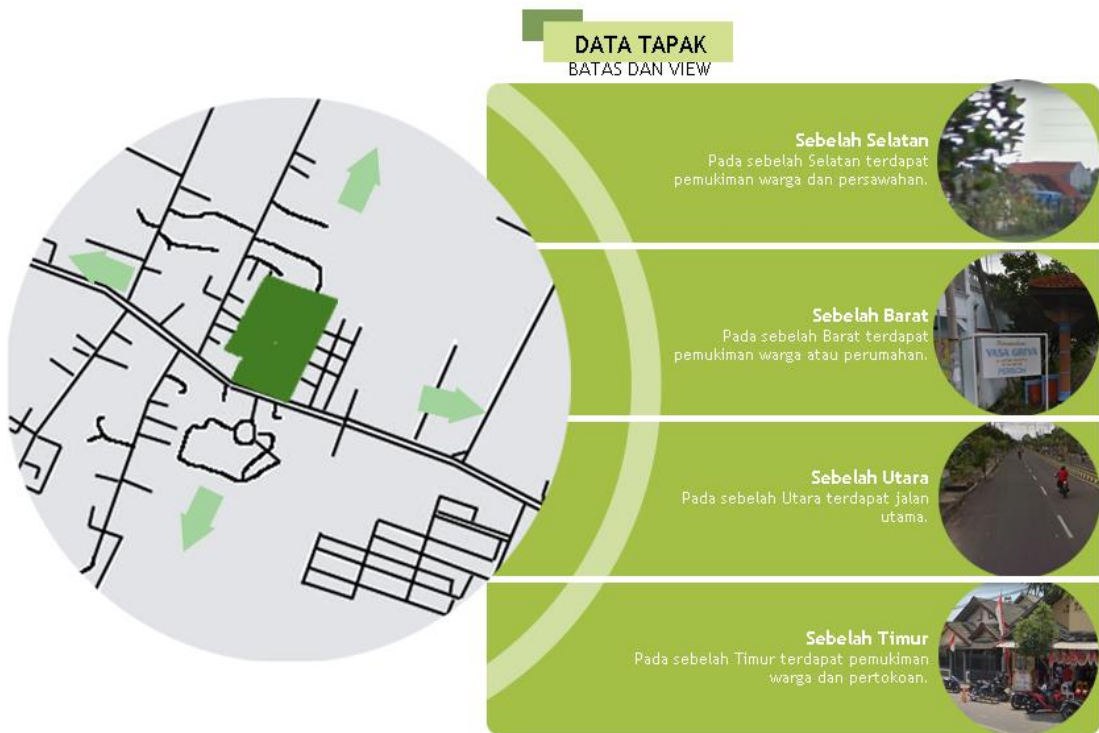 DATA TAPAK
BATAS DAN VIEW
Sebelah Selatan
Pada sebelah Selatan terdapat
pemukiman warga dan persawahan.
Sebelah Barat
Pada sebelah Barat terdapat
pemukiman warga atau perumahan.
VASA GRIYA
Sebelah Utara
Pada sebelah Utara terdapat jalan
utama.
Sebelah Timur
Pada sebelah Timur terdapat pemukiman
warga dan pertokoan.